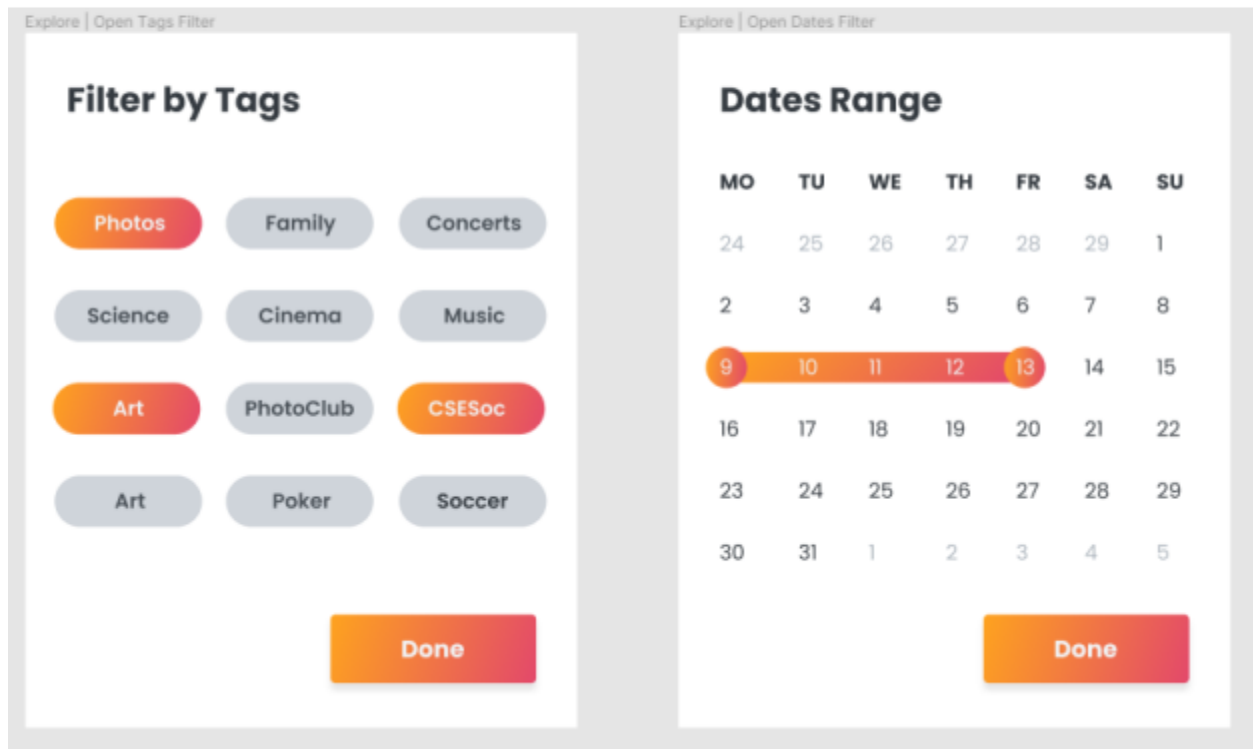 Explore | Open Tags Filter
Filter by Tags
Photos Family Concerts
Science Cinema Music
Art PhotoClub CSESoc
Art Poker Soccer
Done
Explore | Open Dates Filter
Dates Range
MO TU WE TH FR SA SU
24 25 26 27 28 29 1
2 3 4 5 6 7 8
9 10 11 12 13 14 15
16 17 18 19 20 21 22
23 24 25 26 27 28 29
30 31 1 2 3 4 5
Done